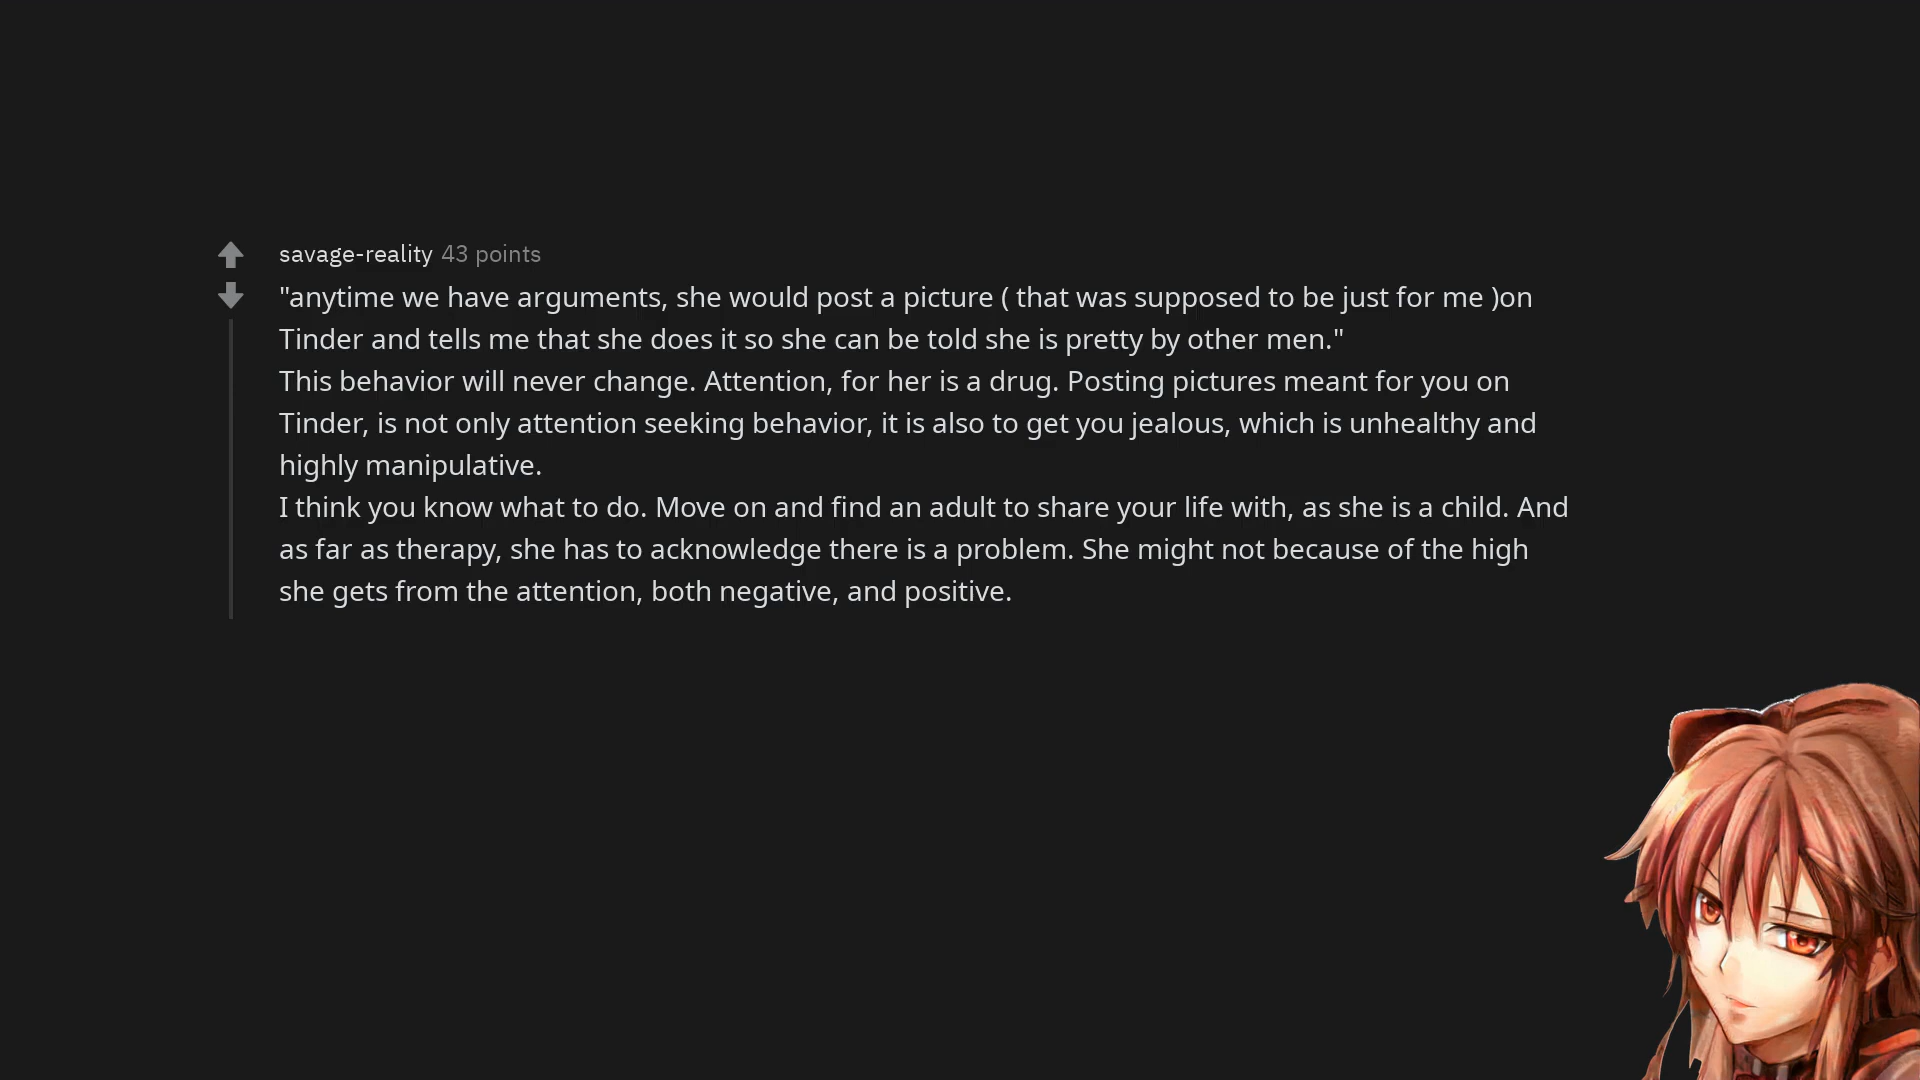 savage-reality 43 points
"anytime we have arguments, she would post a picture ( that was supposed to be just for me )on
Tinder and tells me that she does it so she can be told she is pretty by other men."
This behavior will never change. Attention, for her is a drug. Posting pictures meant for you on
Tinder, is not only attention seeking behavior, it is also to get you jealous, which is unhealthy and
highly manipulative.
I think you know what to do. Move on and find an adult to share your life with, as she is a child. And
as far as therapy, she has to acknowledge there is a problem. She might not because of the high
she gets from the attention, both negative, and positive.